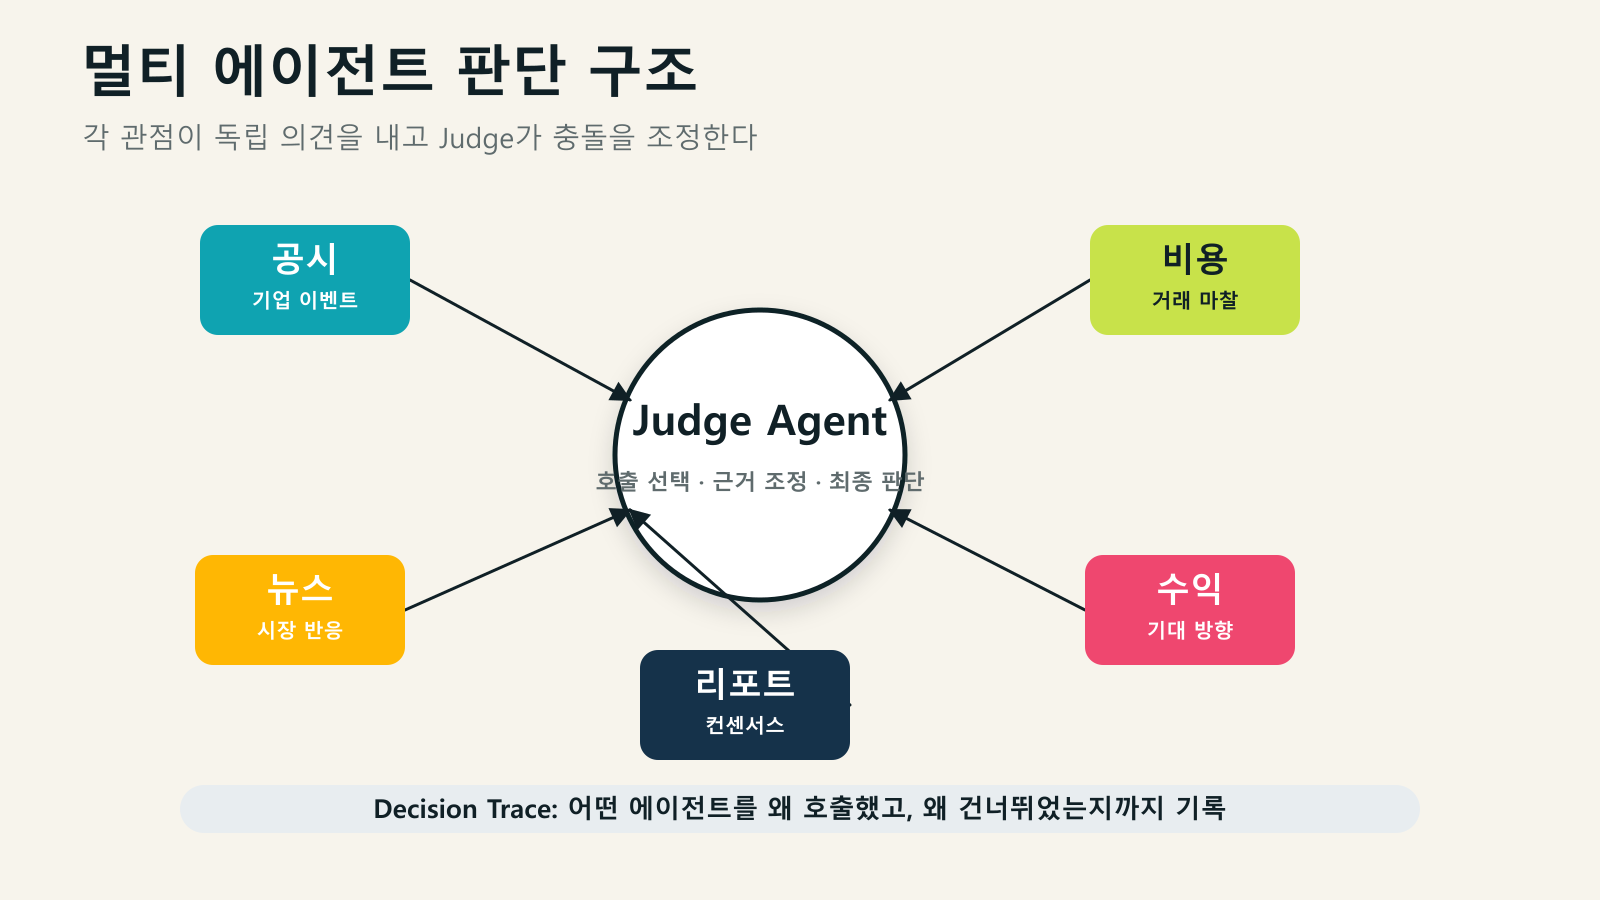 멀티 에이전트 판단 구조
각 관점이 독립 의견을 내고 Judge가 충돌을 조정한다
공시
기업 이벤트
비용
거래 마찰
Judge Agent
호출 선택 · 근거 조정 · 최종 판단
뉴스
시장 반응
수익
기대 방향
리포트
컨센서스
Decision Trace: 어떤 에이전트를 왜 호출했고, 왜 건너뛰었는지까지 기록